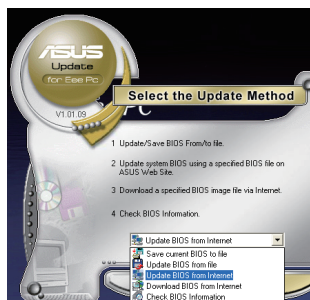 ASUS
Update
for Eee Pc
V1.01.09
Select the Update Method
PC
1 Update/Save BIOS From/to file.
2 Update system BIOS using a specified BIOS file on
ASUS Web Site.
3 Download a specified BIOS image file via Internet.
4 Check BIOS Information.
Update BIOS from Internet
Save current BIOS to file
Update BIOS from file
Update BIOS from Internet
Download BIOS from Internet
Check BIOS Information